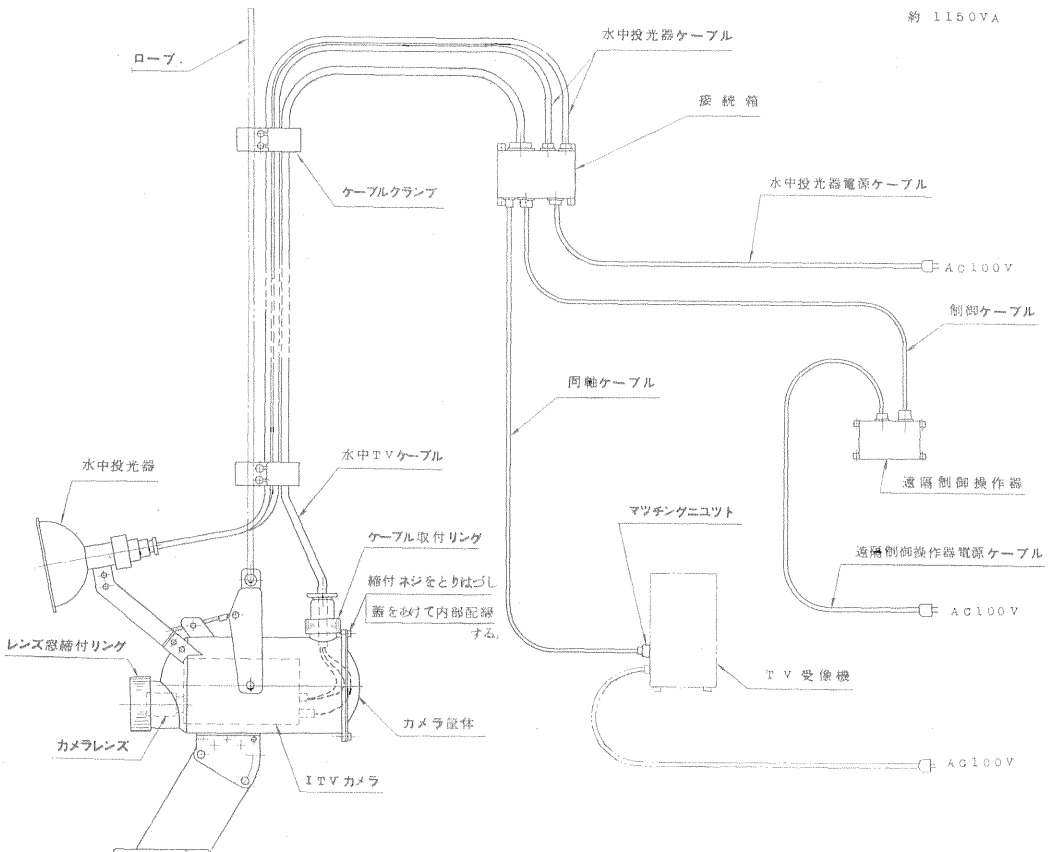 約 1150VA
水中投光器ケーブル
ロープ.
接続箱
ケーブルクランプ
水中投光器電源ケーブル
AC100V
制御ケーブル
同軸ケーブル
水中投光器
水中TVケーブル
遠隔制御操作器
マツチングユニツト
ケーブル取付リング
遠隔制御操作器電源ケーブル
締付ネジをとりはづし
蓋をあけて内部配線
する。
AC100V
レンズ窓締付リング
TV受像機
カメラ筐体
カメラレンズ
ITVカメラ
AC100V